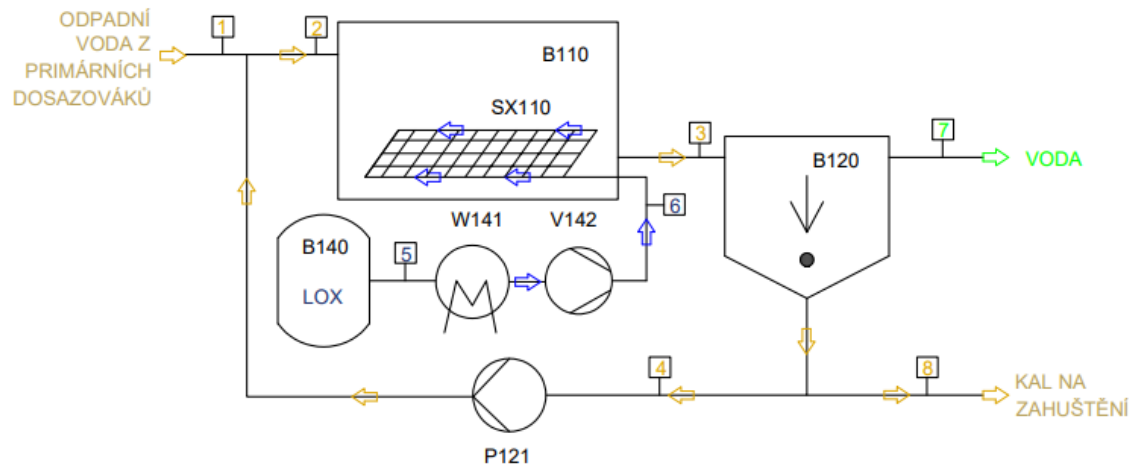 ODPADNÍ
VODA Z
PRIMÁRNÍCH
DOSAZOVÁKŮ
1
2
B110
SX110
3
B120
7
VODA
W141
V142
6
B140
LOX
5
4
8
KAL NA
ZAHUŠTĚNÍ
P121